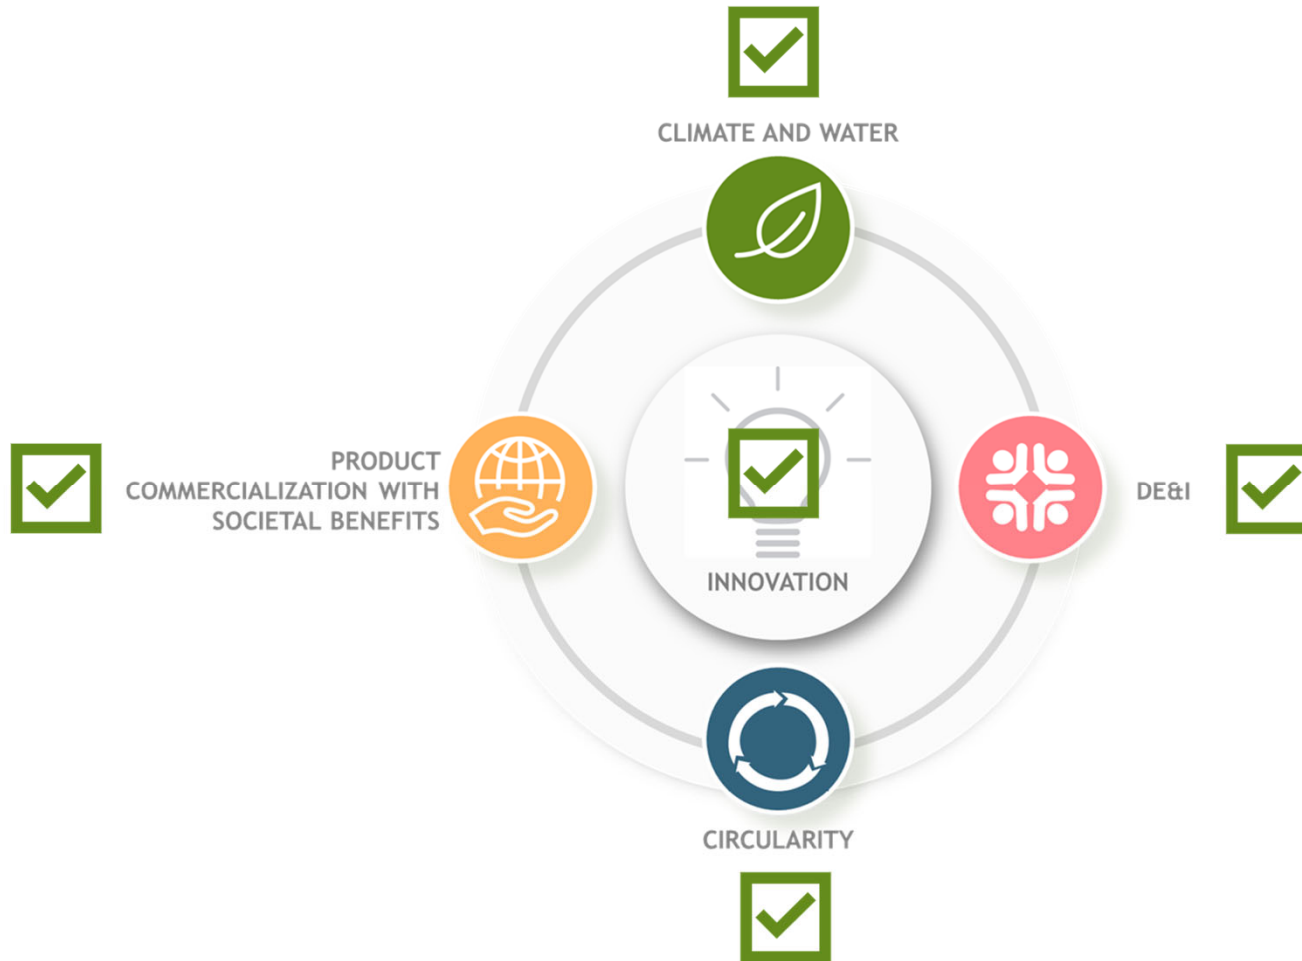 CLIMATE AND WATER
PRODUCT
COMMERCIALIZATION WITH
SOCIETAL BENEFITS
DE&I
INNOVATION
CIRCULARITY